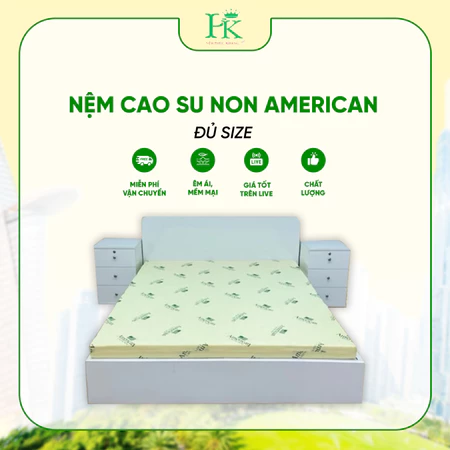 HK
NỆM CAO SU NON AMERICAN
ĐỦ SIZE
LIVE
MIỄN PHÍ
VẬN CHUYỂN
ÊM ÁI,
MỀM MẠI
GIÁ TỐT
TRÊN LIVE
CHẤT
LƯỢNG